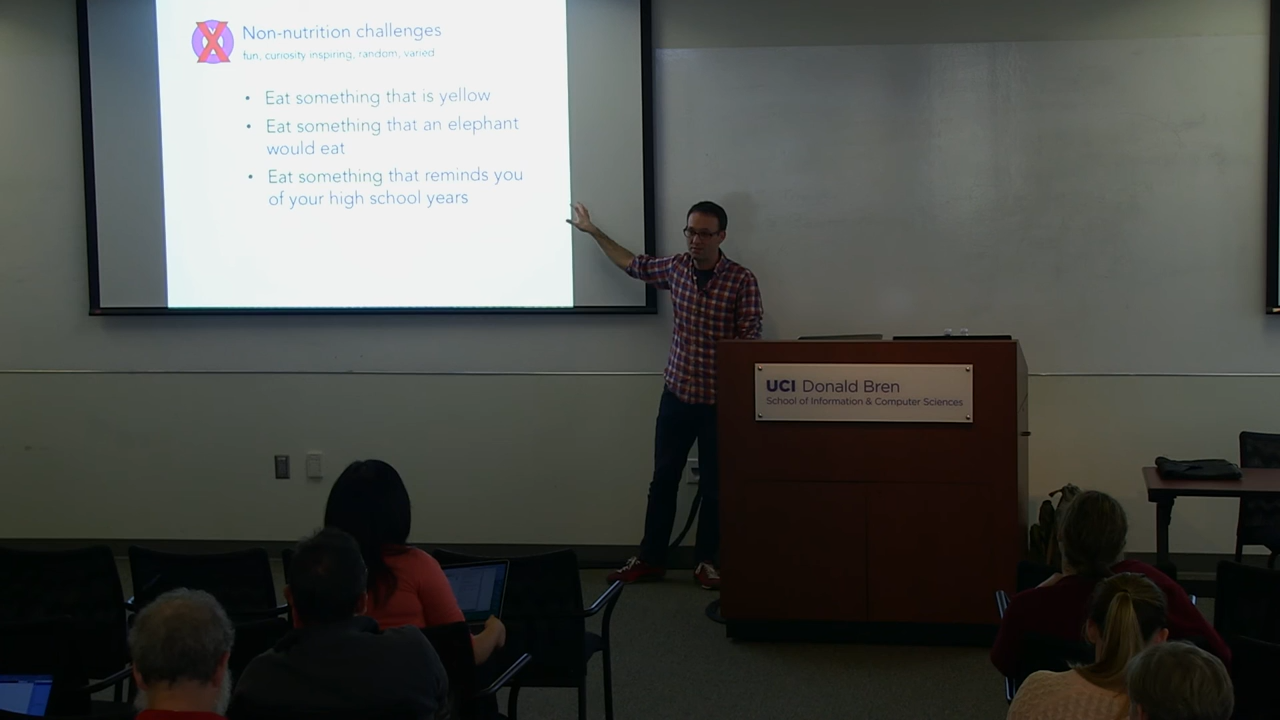 Non-nutrition challenges
fun, curiosity inspiring, random, varied
• Eat something that is yellow
• Eat something that an elephant
would eat
• Eat something that reminds you
of your high school years
UCI Donald Bren
School of Information & Computer Sciences